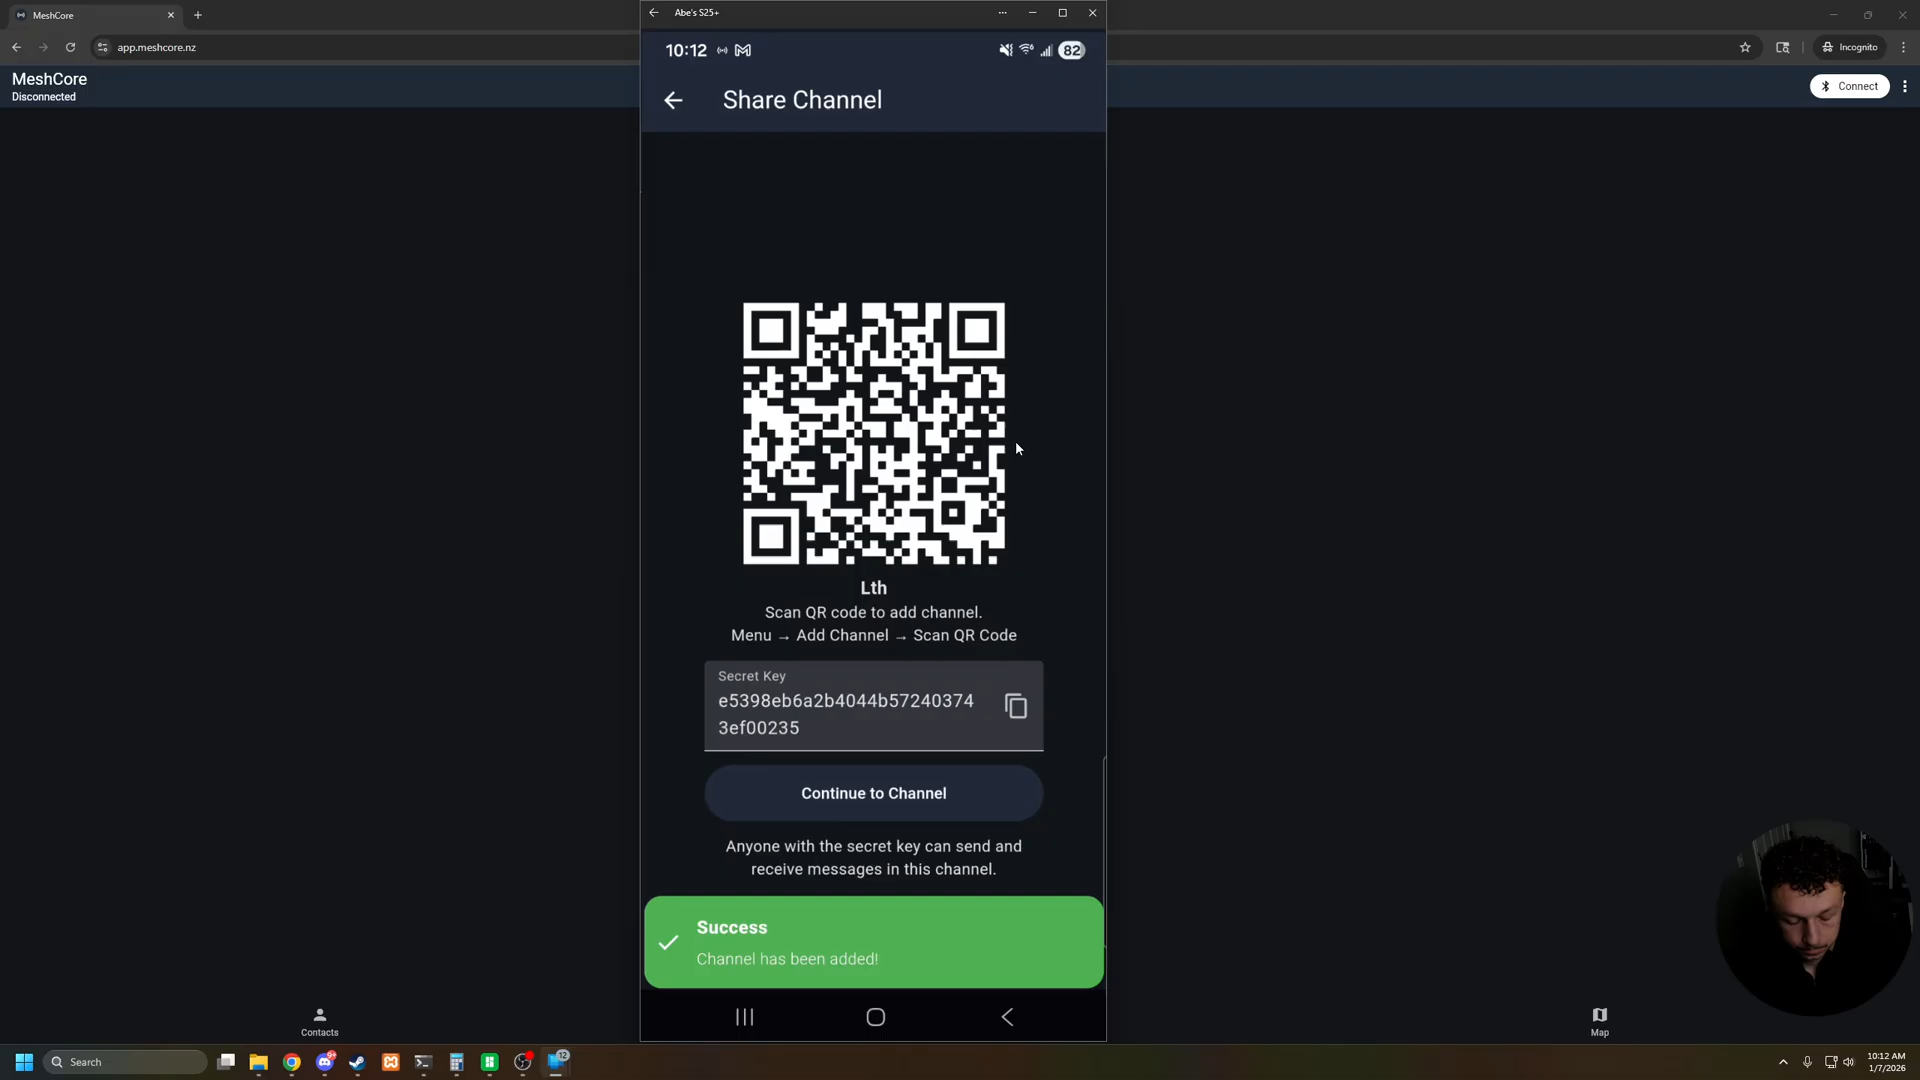 MeshCore
Abe's S25+
app.meshcore.nz
Incognito
MeshCore
Disconnected
Connect
10:12
82
Share Channel
Lth
Scan QR code to add channel.
Menu → Add Channel → Scan QR Code
Secret Key
e5398eb6a2b4044b57240374
3ef00235
Continue to Channel
Anyone with the secret key can send and
receive messages in this channel.
Success
Channel has been added!
Contacts
Map
Search
9+
12
10:12 AM
1/7/2026